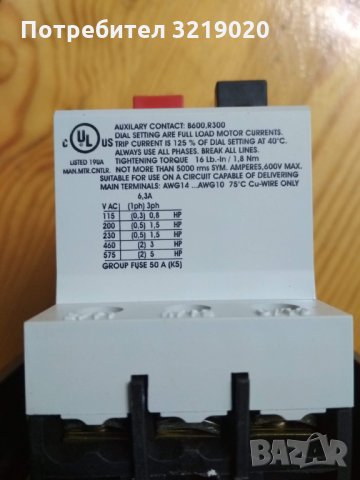 Потребител 3219020
AUXILARY CONTACT: B600,R300
DIAL SETTING ARE FULL LOAD MOTOR CURRENTS.
TRIP CURRENT IS 125 % OF DIAL SETTING AT 40°C.
ALWAYS USE ALL PHASES. BREAK ALL LINES.
TIGHTENING TORQUE 16 Lb.-In / 1,8 Nm
C UL US
LISTED 198A
MAN.MTR.CNTLR.
NOT MORE THAN 5000 rms SYM. AMPERES,600V MAX.
SUITABLE FOR USE ON A CIRCUIT CAPABLE OF DELIVERING
MAIN TERMINALS: AWG14 ...AWG10 75°C Cu-WIRE ONLY
6,3A
V AC (1ph) 3ph
115 (0,3) 0,8 HP
200 (0,5) 1,5 HP
230 (0,5) 1,5 HP
460 (2) 3 HP
575 (2) 5 HP
GROUP FUSE 50 A (K5)
BAZAR